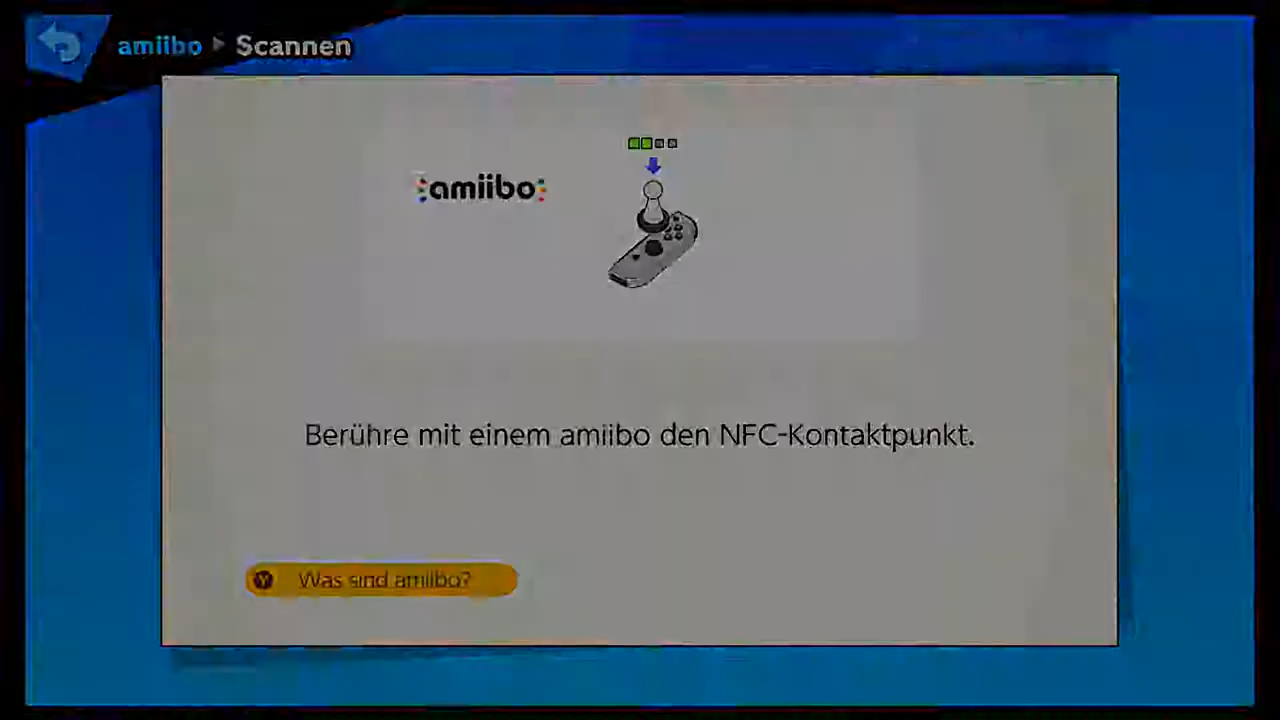 amiibo Scannen
amiibo
Berühre mit einem amiibo den NFC-Kontaktpunkt.
Y Was sind amiibo?